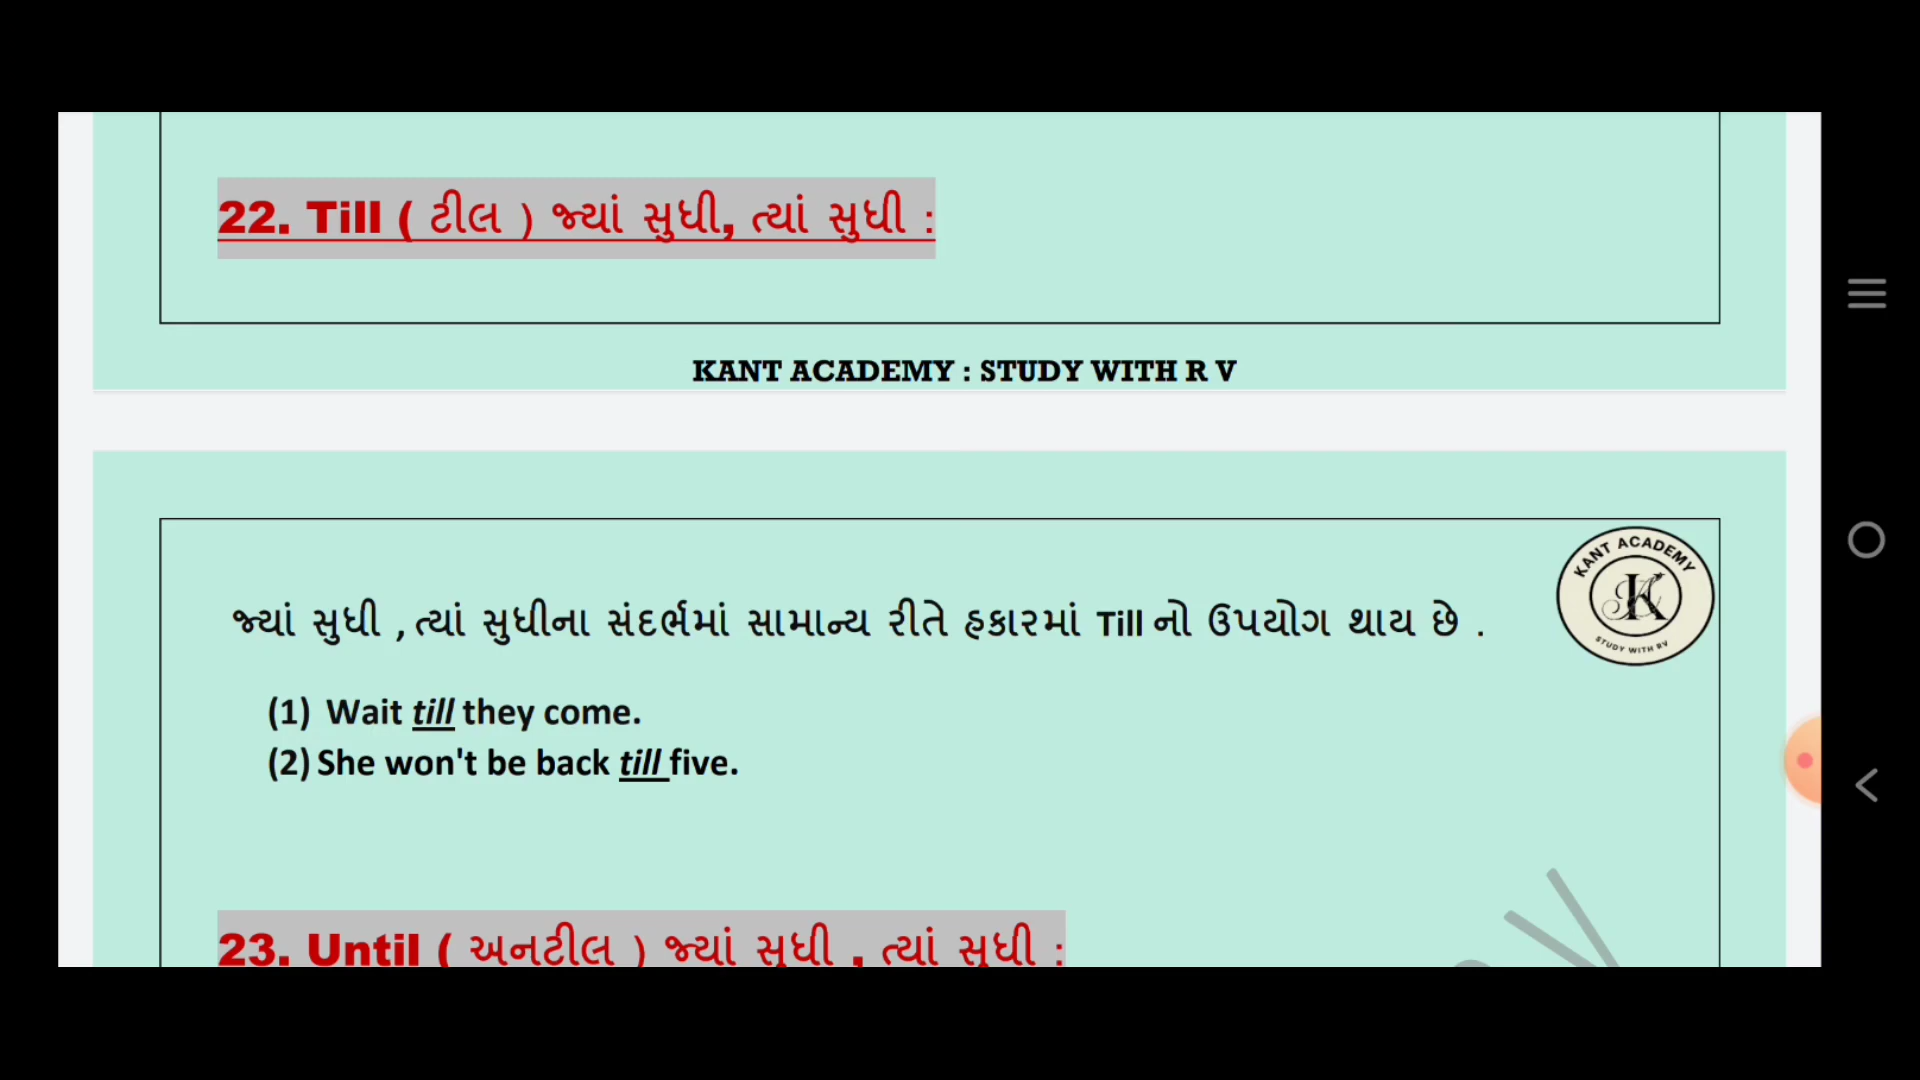 22. Till ( ટીલ ) જ્યાં સુધી, ત્યાં સુધી :
KANT ACADEMY : STUDY WITH R V
KANT ACADEMY
K
STUDY WITH RV
જ્યાં સુધી , ત્યાં સુધીના સંદર્ભમાં સામાન્ય રીતે હકારમાં Till નો ઉપયોગ થાય છે .
(1) Wait till they come.
(2) She won't be back till five.
23. Until ( અનટીલ ) જ્યાં સુધી , ત્યાં સુધી :